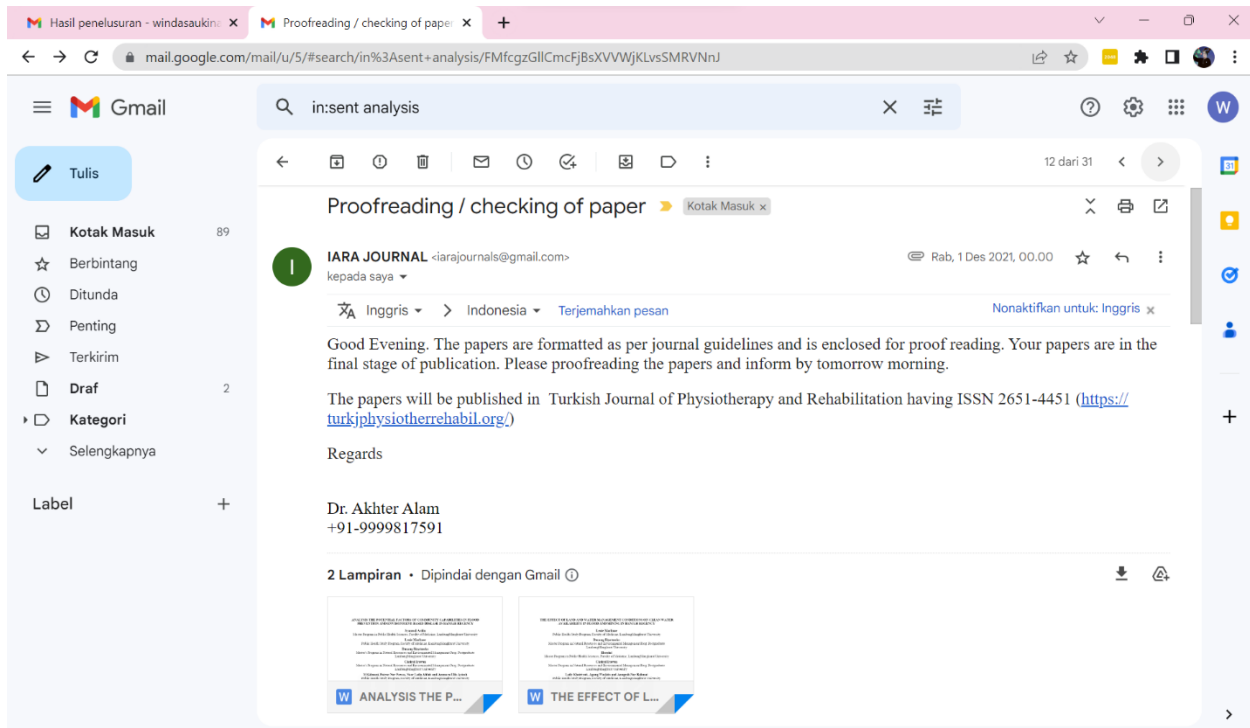 Hasil penelusuran - windasaukina
Proofreading / checking of paper
mail.google.com/mail/u/5/#search/in%3Asent+analysis/FMfcgzGllCmcFjBsXVVWjKLvsSMRVNnJ
Gmail
in:sent analysis
W
Tulis
12 dari 31
31
Proofreading / checking of paper
Kotak Masuk ×
Kotak Masuk 89
Berbintang
Ditunda
Penting
Terkirim
Draf 2
Kategori
Selengkapnya
Label
I
IARA JOURNAL <iarajournals@gmail.com>
Rab, 1 Des 2021, 00.00
kepada saya
Inggris > Indonesia Terjemahkan pesan
Nonaktifkan untuk: Inggris ×
Good Evening. The papers are formatted as per journal guidelines and is enclosed for proof reading. Your papers are in the
final stage of publication. Please proofreading the papers and inform by tomorrow morning.
The papers will be published in Turkish Journal of Physiotherapy and Rehabilitation having ISSN 2651-4451 (https://
turkjphysiotherrehabil.org/)
Regards
Dr. Akhter Alam
+91-9999817591
2 Lampiran • Dipindai dengan Gmail
W ANALYSIS THE P...
W THE EFFECT OF L...